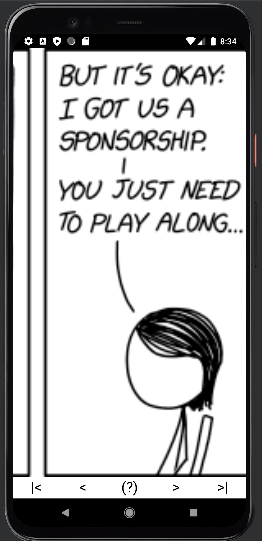 8:34
BUT IT'S OKAY:
I GOT US A
SPONSORSHIP.
YOU JUST NEED
TO PLAY ALONG...
|< < (?) > >|